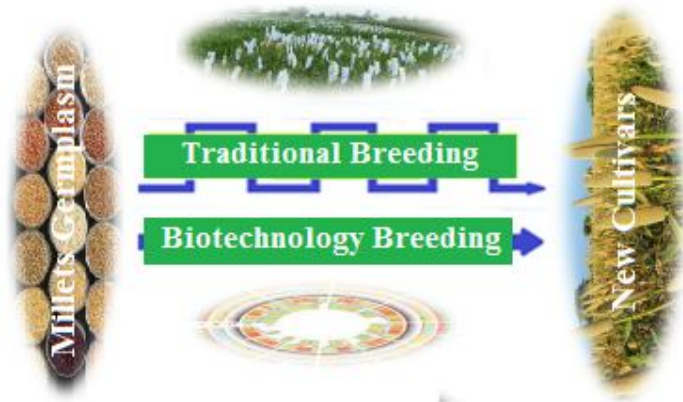 Millets Germplasm
Traditional Breeding
Biotechnology Breeding
New Cultivars